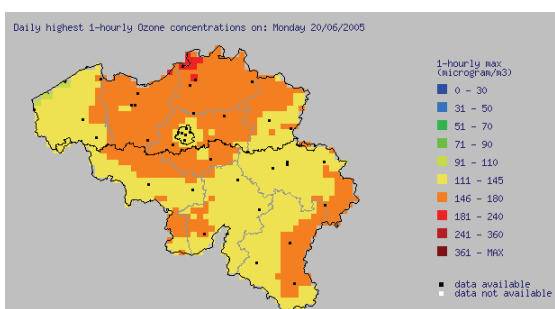 Daily highest 1-hourly Ozone concentrations on: Monday 20/06/2005
1-hourly max
(microgram/m3)
0 - 30
31 - 50
51 - 70
71 - 90
91 - 110
111 - 145
146 - 180
181 - 240
241 - 360
361 - MAX
data available
data not available